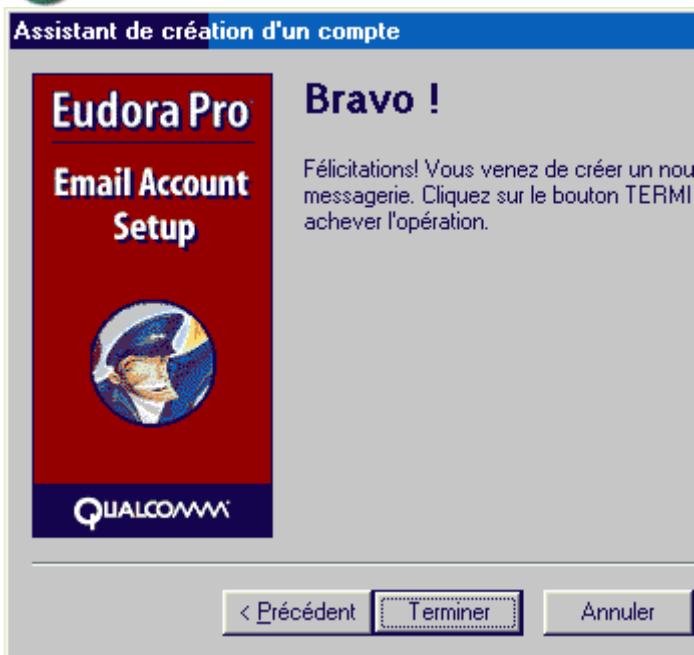 Assistant de création d'un compte
Eudora Pro
Email Account
Setup
QUALCOMM
Bravo !
Félicitations! Vous venez de créer un nou
messagerie. Cliquez sur le bouton TERMI
achever l'opération.
< Précédent
Terminer
Annuler